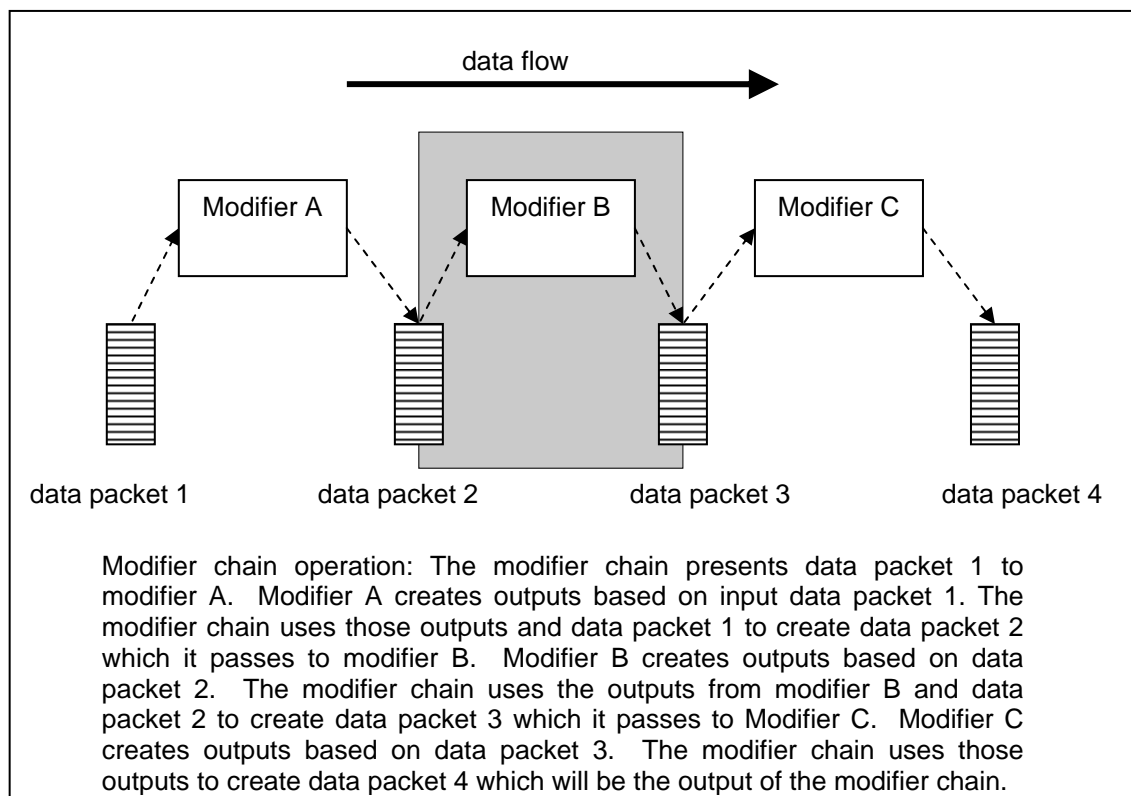 data flow
Modifier A
Modifier B
Modifier C
data packet 1
data packet 2
data packet 3
data packet 4
Modifier chain operation: The modifier chain presents data packet 1 to
modifier A. Modifier A creates outputs based on input data packet 1. The
modifier chain uses those outputs and data packet 1 to create data packet 2
which it passes to modifier B. Modifier B creates outputs based on data
packet 2. The modifier chain uses the outputs from modifier B and data
packet 2 to create data packet 3 which it passes to Modifier C. Modifier C
creates outputs based on data packet 3. The modifier chain uses those
outputs to create data packet 4 which will be the output of the modifier chain.